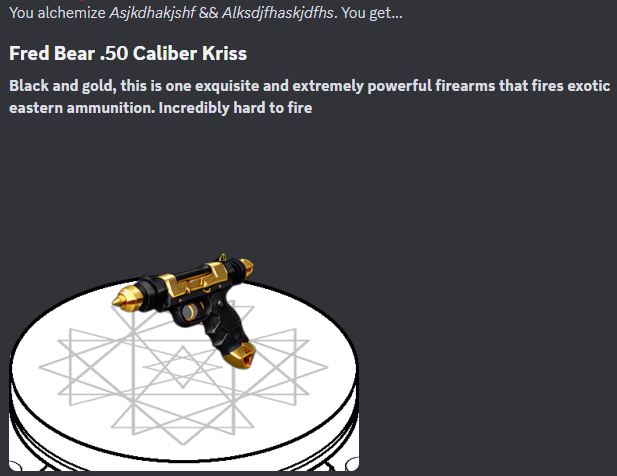 You alchemize Asjkdhakjshf && Alksdjfhaskjdfhs. You get...
Fred Bear .50 Caliber Kriss
Black and gold, this is one exquisite and extremely powerful firearms that fires exotic
eastern ammunition. Incredibly hard to fire